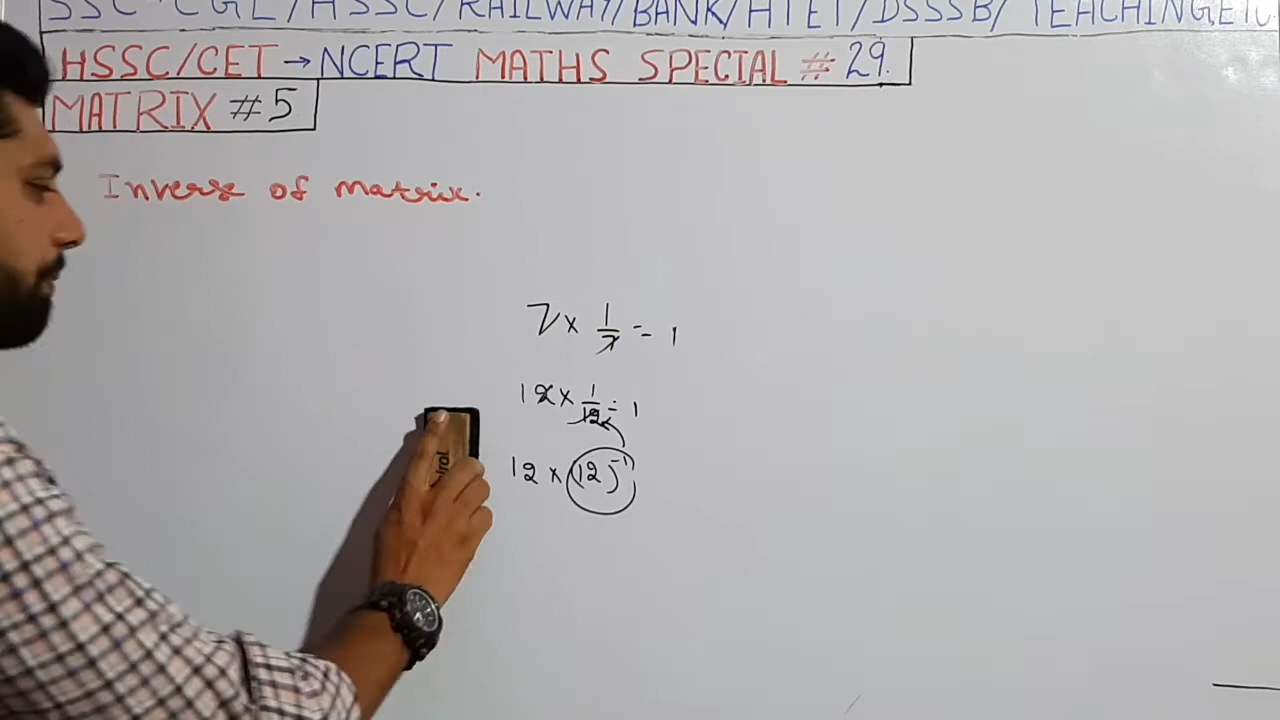 SSC - CGL/HSSC/RAILWAY/BANK/HTET/DSSSB/TEACHING ETC
HSSC/CET → NCERT MATHS SPECIAL # 29.
MATRIX # 5
Inverse of matrix.
7 × 1/7 = 1
12 × 1/12 = 1
12 × (12)⁻¹